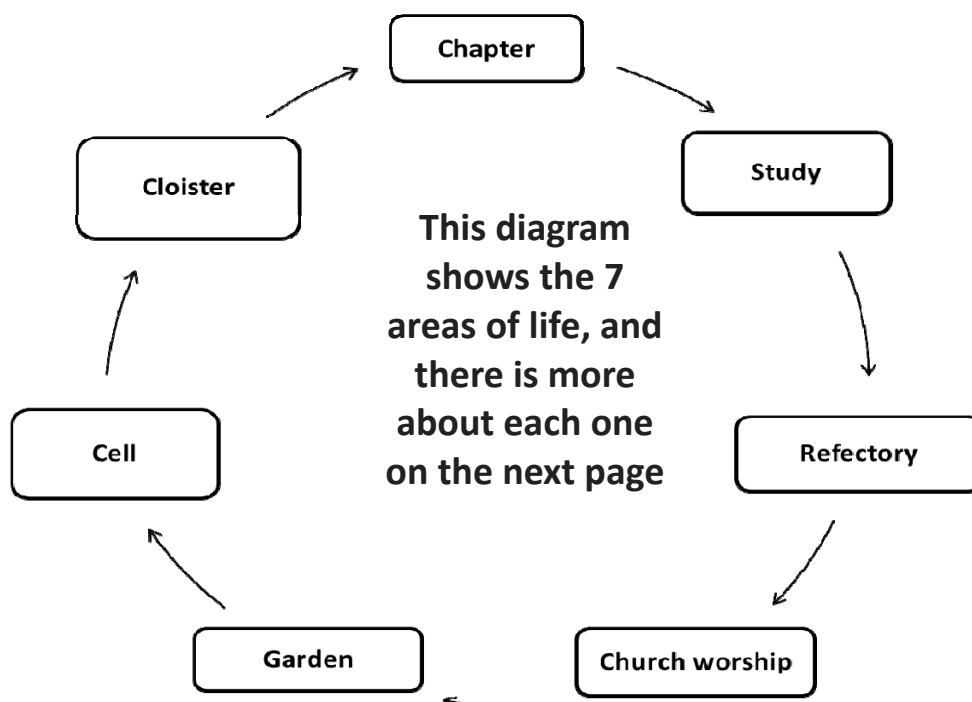 Chapter
Study
Cloister
This diagram
shows the 7
areas of life, and
there is more
about each one
on the next page
Cell
Refectory
Garden
Church worship